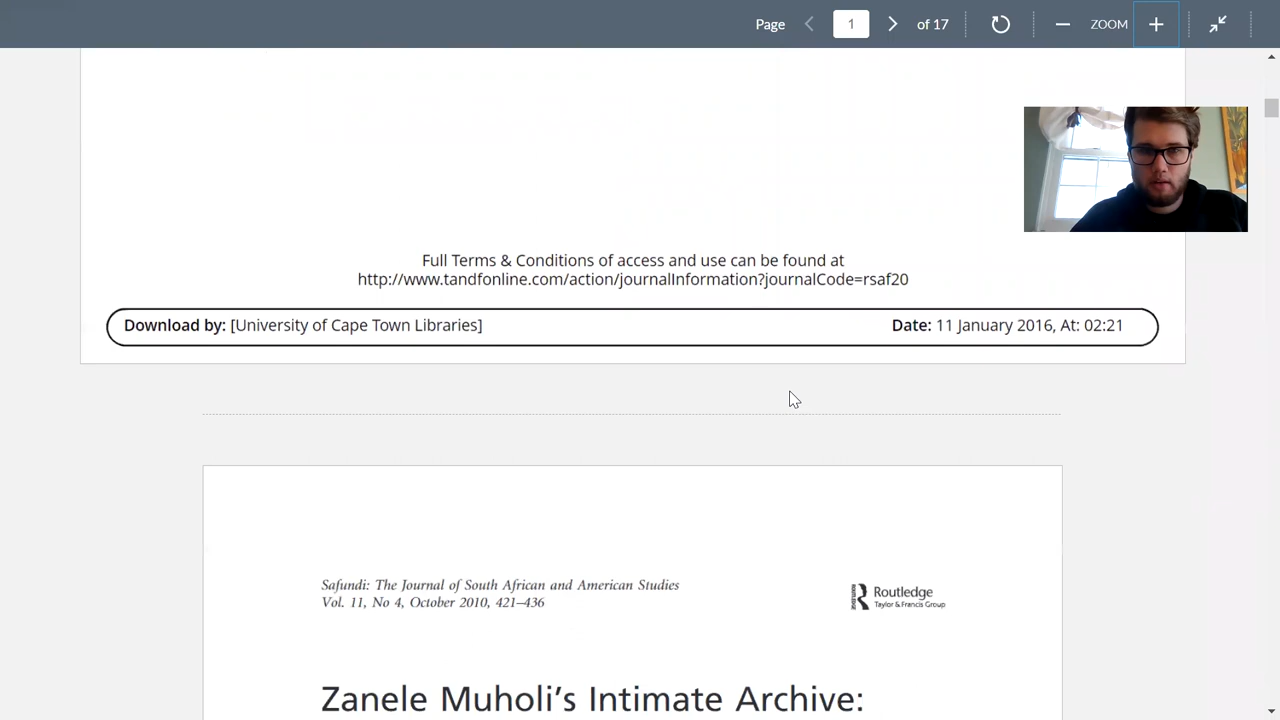 Page
1
of 17
ZOOM
Full Terms & Conditions of access and use can be found at
http://www.tandfonline.com/action/journalInformation?journalCode=rsaf20
Download by: [University of Cape Town Libraries]
Date: 11 January 2016, At: 02:21
Safundi: The Journal of South African and American Studies
Vol. 11, No 4, October 2010, 421–436
ROUTLEDGE
Routledge
Taylor & Francis Group
Zanele Muholi’s Intimate Archive: